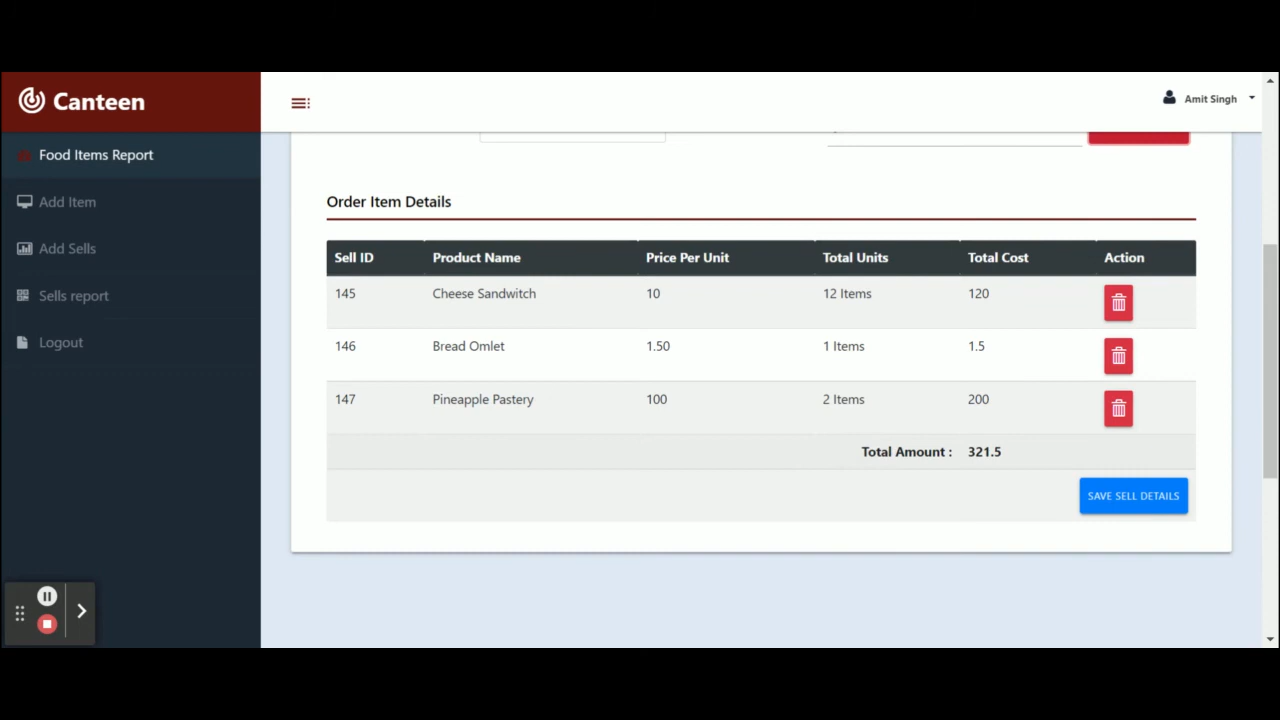 Canteen
Amit Singh
Food Items Report
Add Item
Add Sells
Sells report
Logout
Order Item Details
Sell ID Product Name Price Per Unit Total Units Total Cost Action
145 Cheese Sandwitch 10 12 Items 120
146 Bread Omlet 1.50 1 Items 1.5
147 Pineapple Pastery 100 2 Items 200
Total Amount : 321.5
SAVE SELL DETAILS